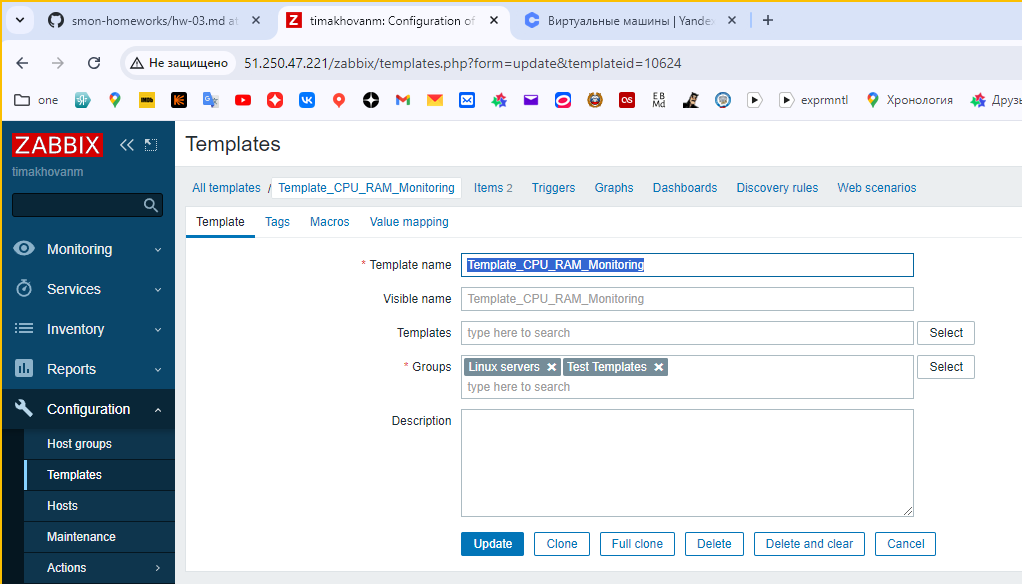 smon-homeworks/hw-03.md at
timakhovanm: Configuration of
Виртуальные машины | Yandex
Не защищено
51.250.47.221/zabbix/templates.php?form=update&templateid=10624
one
EB
Md
exprmntl
Хронология
Друзь
ZABBIX
timakhovanm
Monitoring
Services
Inventory
Reports
Configuration
Host groups
Templates
Hosts
Maintenance
Actions
Templates
All templates / Template_CPU_RAM_Monitoring Items 2 Triggers Graphs Dashboards Discovery rules Web scenarios
Template Tags Macros Value mapping
* Template name Template_CPU_RAM_Monitoring
Visible name Template_CPU_RAM_Monitoring
Templates type here to search Select
* Groups Linux servers Test Templates Select
type here to search
Description
Update Clone Full clone Delete Delete and clear Cancel